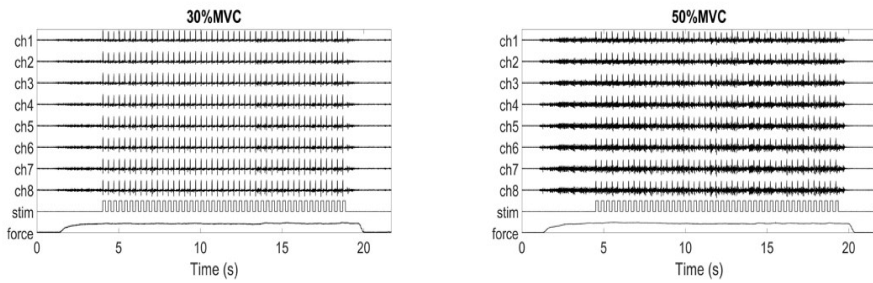 30%MVC
ch1
ch2
ch3
ch4
ch5
ch6
ch7
ch8
stim
force
0 5 10 15 20
Time (s)
50%MVC
ch1
ch2
ch3
ch4
ch5
ch6
ch7
ch8
stim
force
0 5 10 15 20
Time (s)